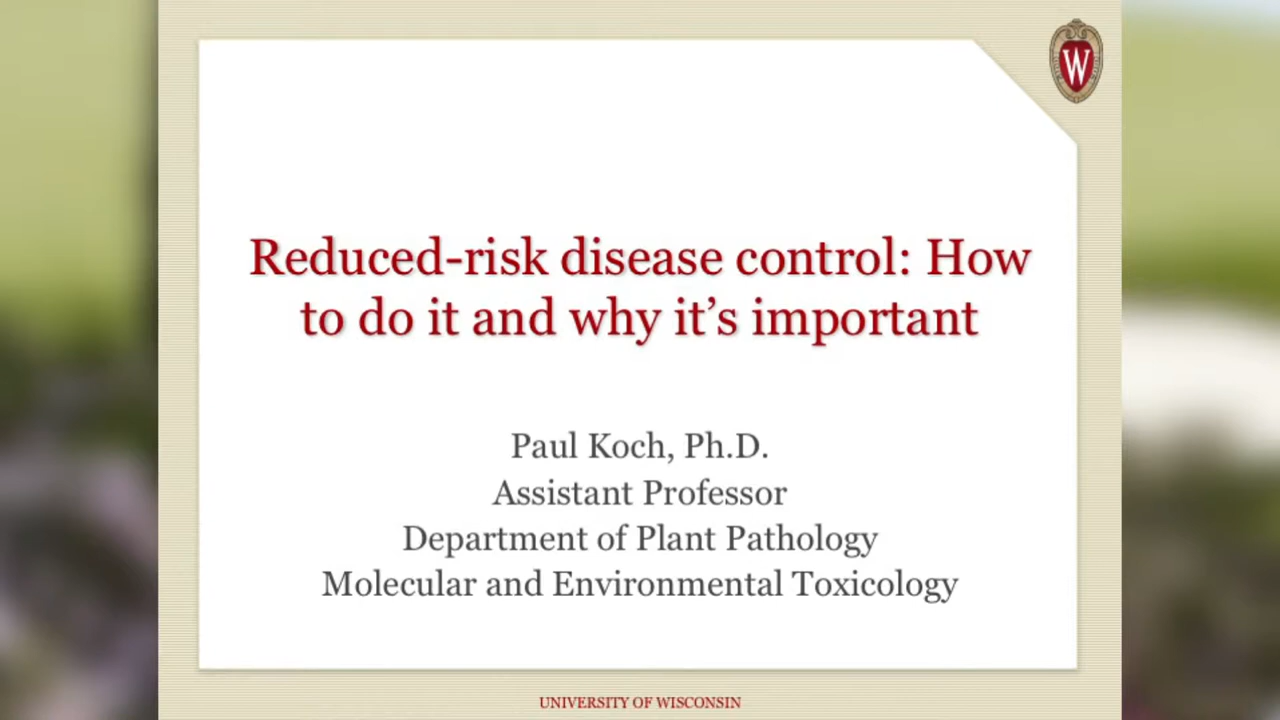 W
Reduced-risk disease control: How
to do it and why it’s important
Paul Koch, Ph.D.
Assistant Professor
Department of Plant Pathology
Molecular and Environmental Toxicology
UNIVERSITY OF WISCONSIN